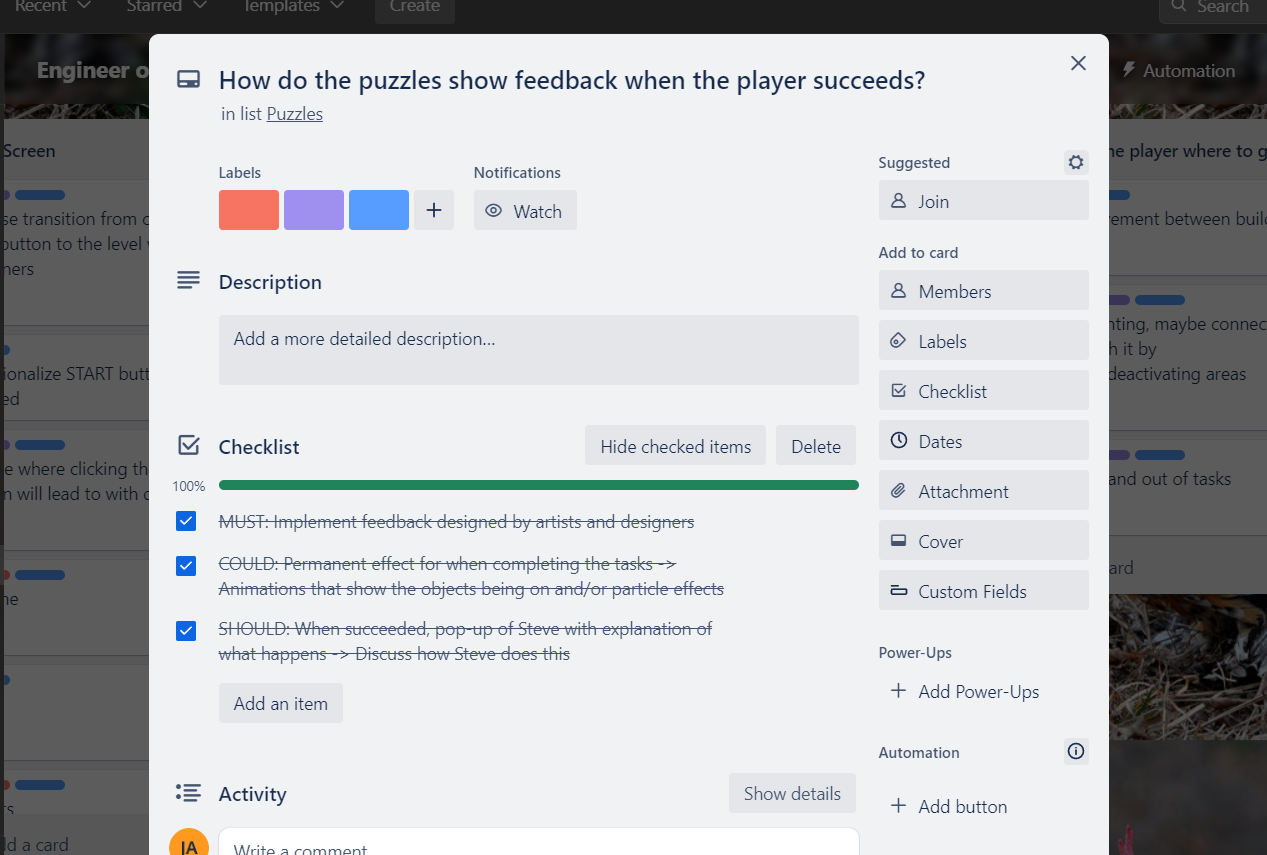 Recent
Starred
Templates
Create
Search
Engineer o
Automation
Screen
se transition from c
button to the level
ners
ionalize START butt
ed
e where clicking th
n will lead to with
ne
rs
ld a card
How do the puzzles show feedback when the player succeeds?
in list Puzzles
Labels
Notifications
Watch
Description
Add a more detailed description...
Checklist
Hide checked items
Delete
100%
MUST: Implement feedback designed by artists and designers
COULD: Permanent effect for when completing the tasks ->
Animations that show the objects being on and/or particle effects
SHOULD: When succeeded, pop-up of Steve with explanation of
what happens -> Discuss how Steve does this
Add an item
Activity
Show details
JA
Write a comment
Suggested
Join
Add to card
Members
Labels
Checklist
Dates
Attachment
Cover
Custom Fields
Power-Ups
Add Power-Ups
Automation
Add button
ne player where to g
vement between build
nting, maybe connec
h it by
deactivating areas
and out of tasks
ard